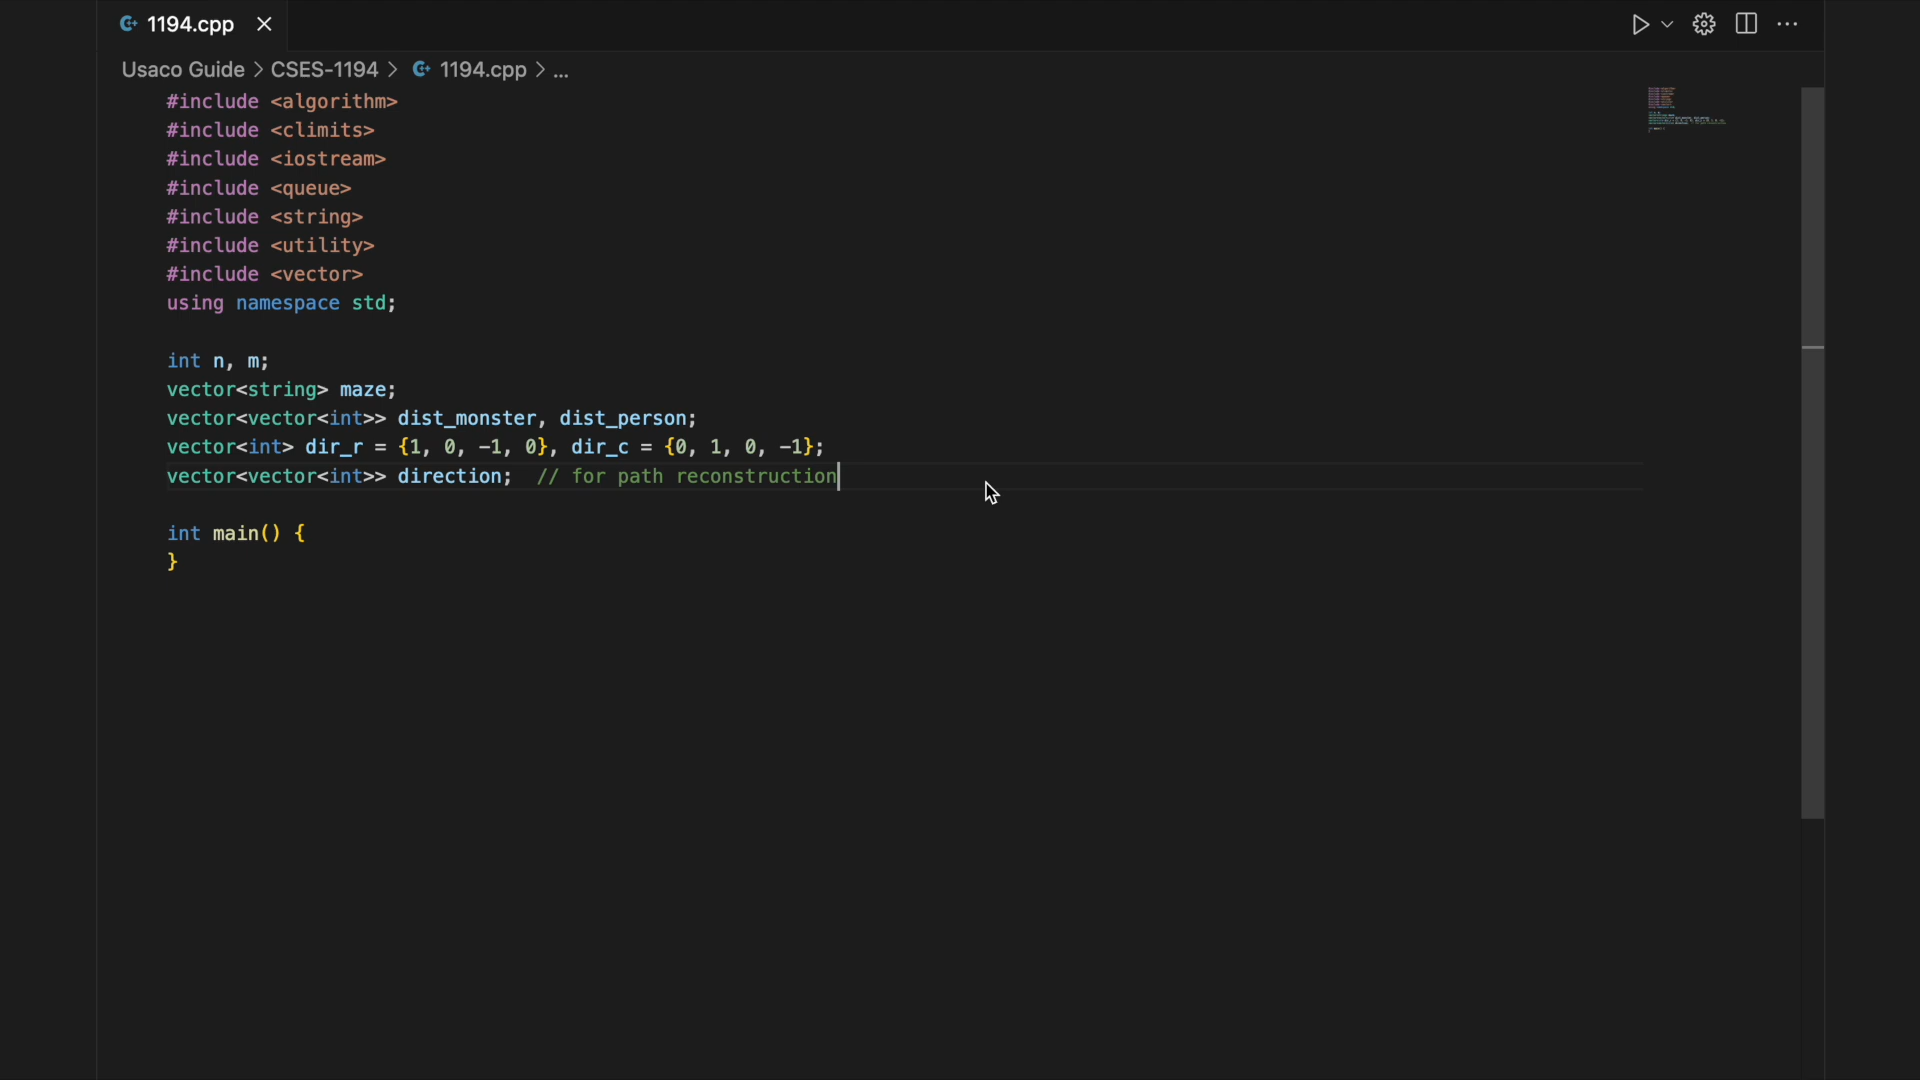 1194.cpp
Usaco Guide > CSES-1194 > 1194.cpp > ...
#include <algorithm>
#include <climits>
#include <iostream>
#include <queue>
#include <string>
#include <utility>
#include <vector>
using namespace std;
int n, m;
vector<string> maze;
vector<vector<int>> dist_monster, dist_person;
vector<int> dir_r = {1, 0, -1, 0}, dir_c = {0, 1, 0, -1};
vector<vector<int>> direction;  // for path reconstruction
int main() {
}